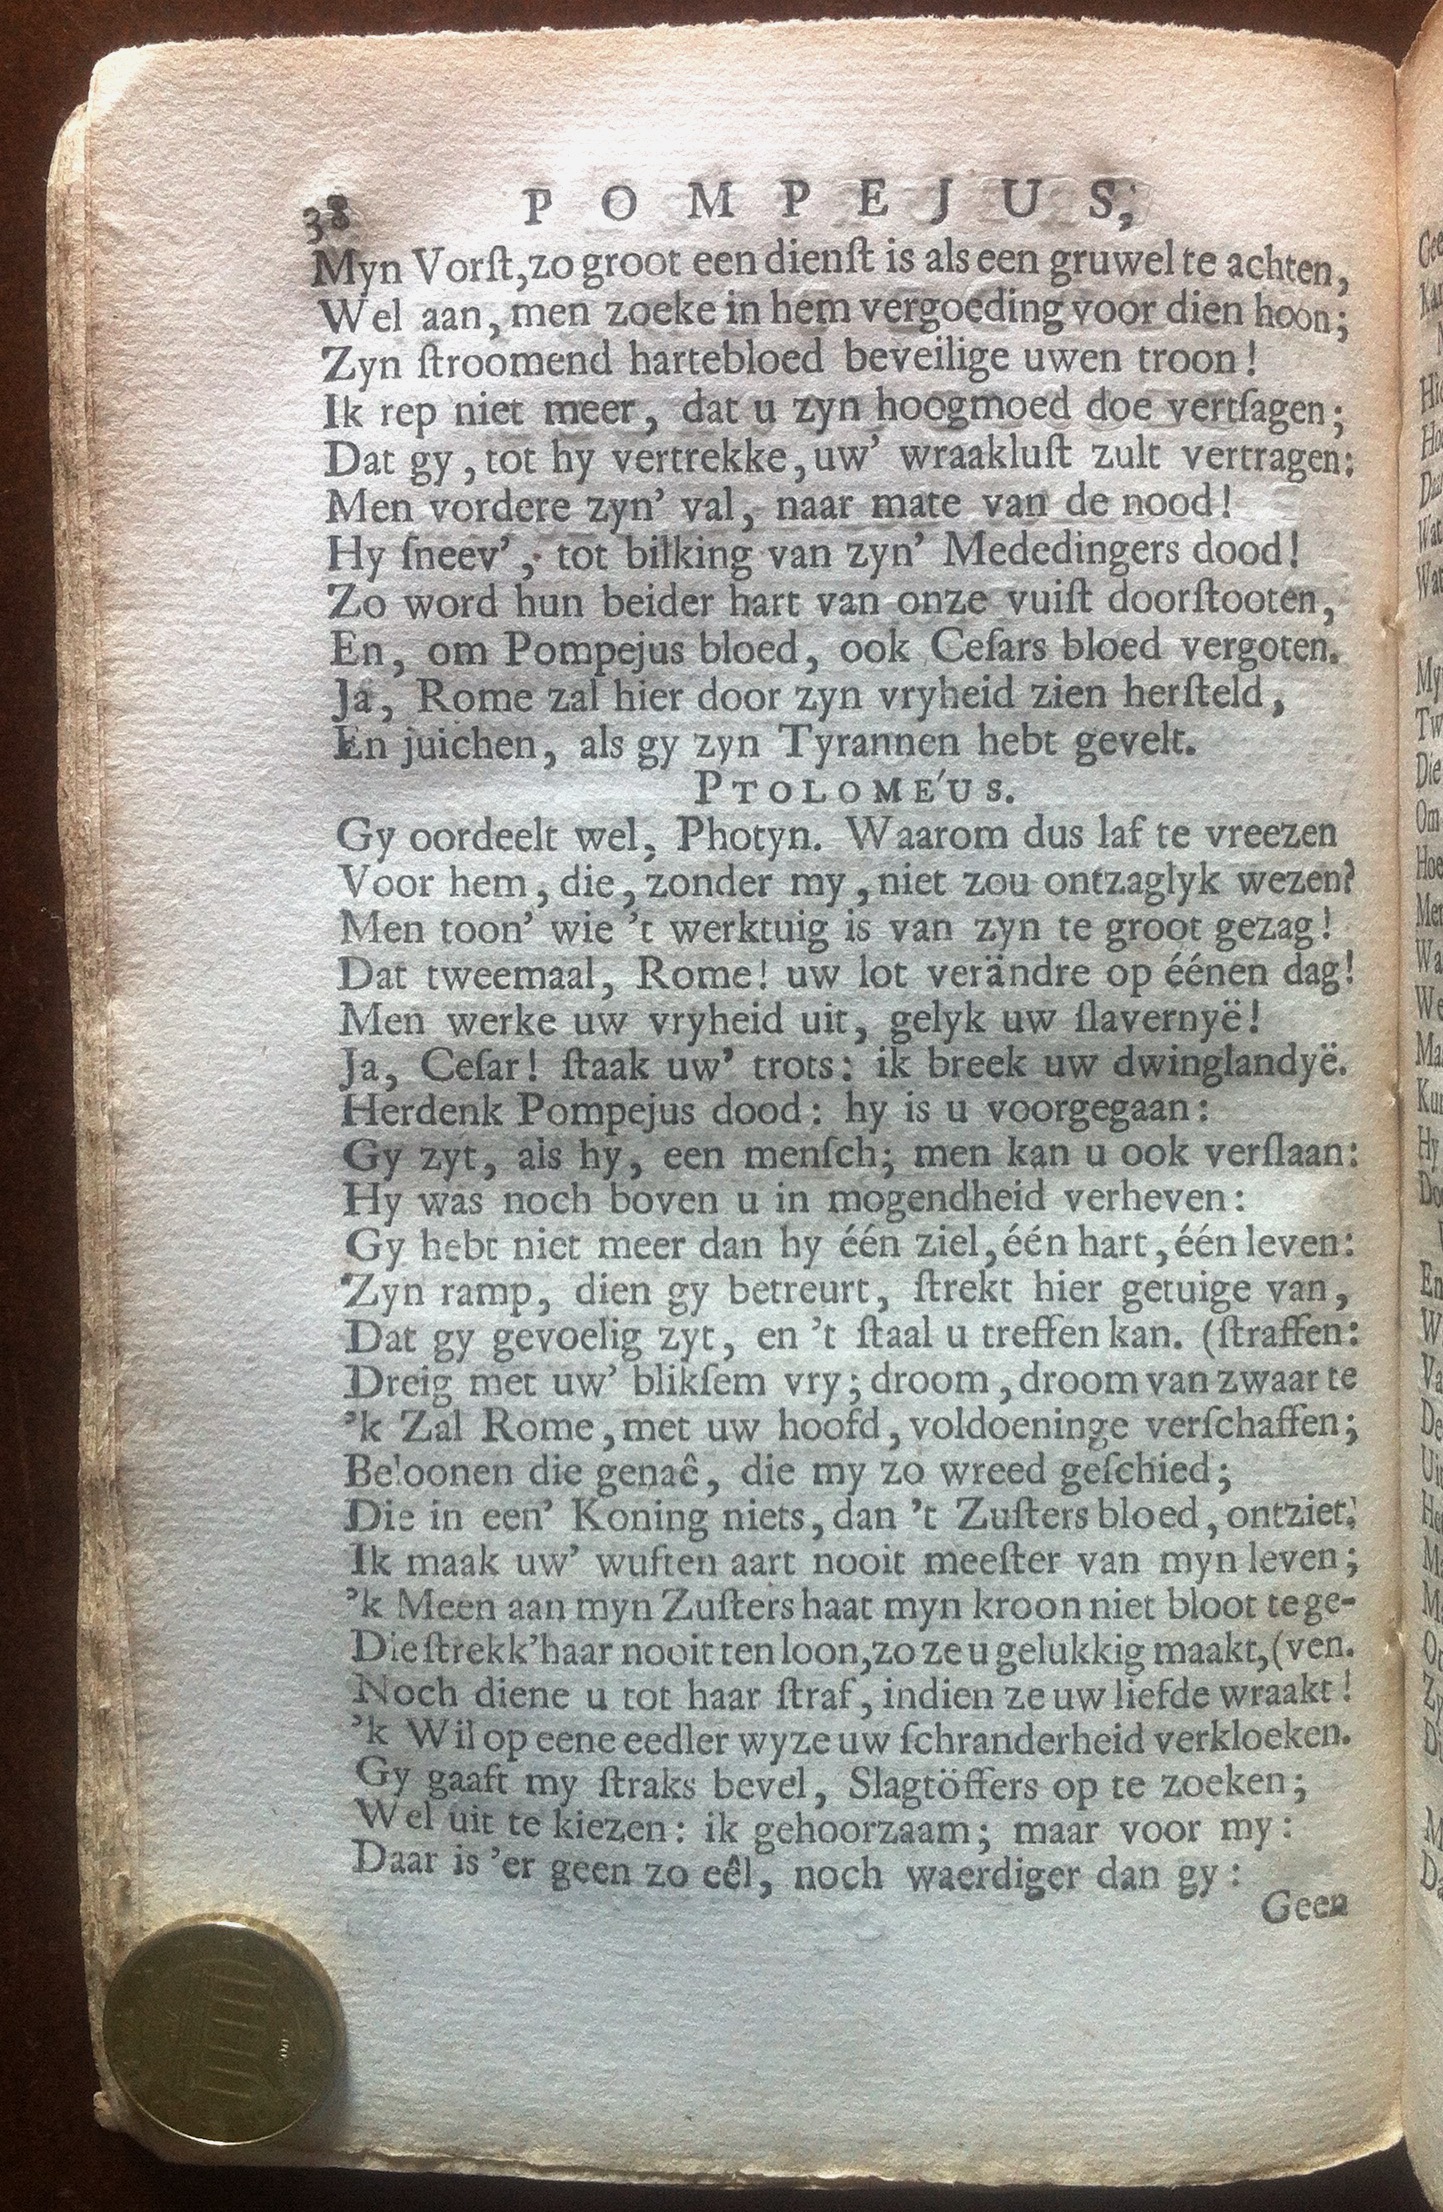 38 POMPEJUS,
Myn Vorſt, zo groot een dienſt is als een gruwel te achten,
Wel aan, men zoeke in hem vergoeding voor dien hoon;
Zyn ſtroomend hartebloed beveilige uwen troon!
Ik rep niet meer, dat u zyn hoogmoed doe vertſagen;
Dat gy, tot hy vertrekke, uw' wraakluſt zult vertragen:
Men vordere zyn' val, naar mate van de nood!
Hy ſneev', tot bilking van zyn' Mededingers dood!
Zo word hun beider hart van onze vuiſt doorſtooten,
En, om Pompejus bloed, ook Ceſars bloed vergoten.
Ja, Rome zal hier door zyn vryheid zien herſteld,
En juichen, als gy zyn Tyrannen hebt gevelt.
PTOLOME'US.
Gy oordeelt wel, Photyn. Waarom dus laf te vreezen
Voor hem, die, zonder my, niet zou ontzaglyk wezen?
Men toon' wie 't werktuig is van zyn te groot gezag!
Dat tweemaal, Rome! uw lot verändre op éénen dag!
Men werke uw vryheid uit, gelyk uw ſlavernyë!
Ja, Ceſar! ſtaak uw' trots: ik breek uw dwinglandyë.
Herdenk Pompejus dood: hy is u voorgegaan:
Gy zyt, als hy, een menſch; men kan u ook verſlaan:
Hy was noch boven u in mogendheid verheven:
Gy hebt niet meer dan hy één ziel, één hart, één leven:
Zyn ramp, dien gy betreurt, ſtrekt hier getuige van,
Dat gy gevoelig zyt, en 't ſtaal u treffen kan. (ſtraffen:
Dreig met uw' blikſem vry; droom, droom van zwaar te
'k Zal Rome, met uw hoofd, voldoeninge verſchaffen;
Beloonen die genaê, die my zo wreed geſchied;
Die in een' Koning niets, dan 't Zuſters bloed, ontziet.
Ik maak uw' wuften aart nooit meeſter van myn leven;
'k Meen aan myn Zuſters haat myn kroon niet bloot te ge-
Die ſtrekk' haar nooit ten loon, zo ze u gelukkig maakt, (ven.
Noch diene u tot haar ſtraf, indien ze uw liefde wraakt!
'k Wil op eene eedler wyze uw ſchranderheid verkloeken.
Gy gaaft my ſtraks bevel, Slagtöffers op te zoeken;
Wel uit te kiezen: ik gehoorzaam; maar voor my:
Daar is 'er geen zo eêl, noch waerdiger dan gy:
Geen